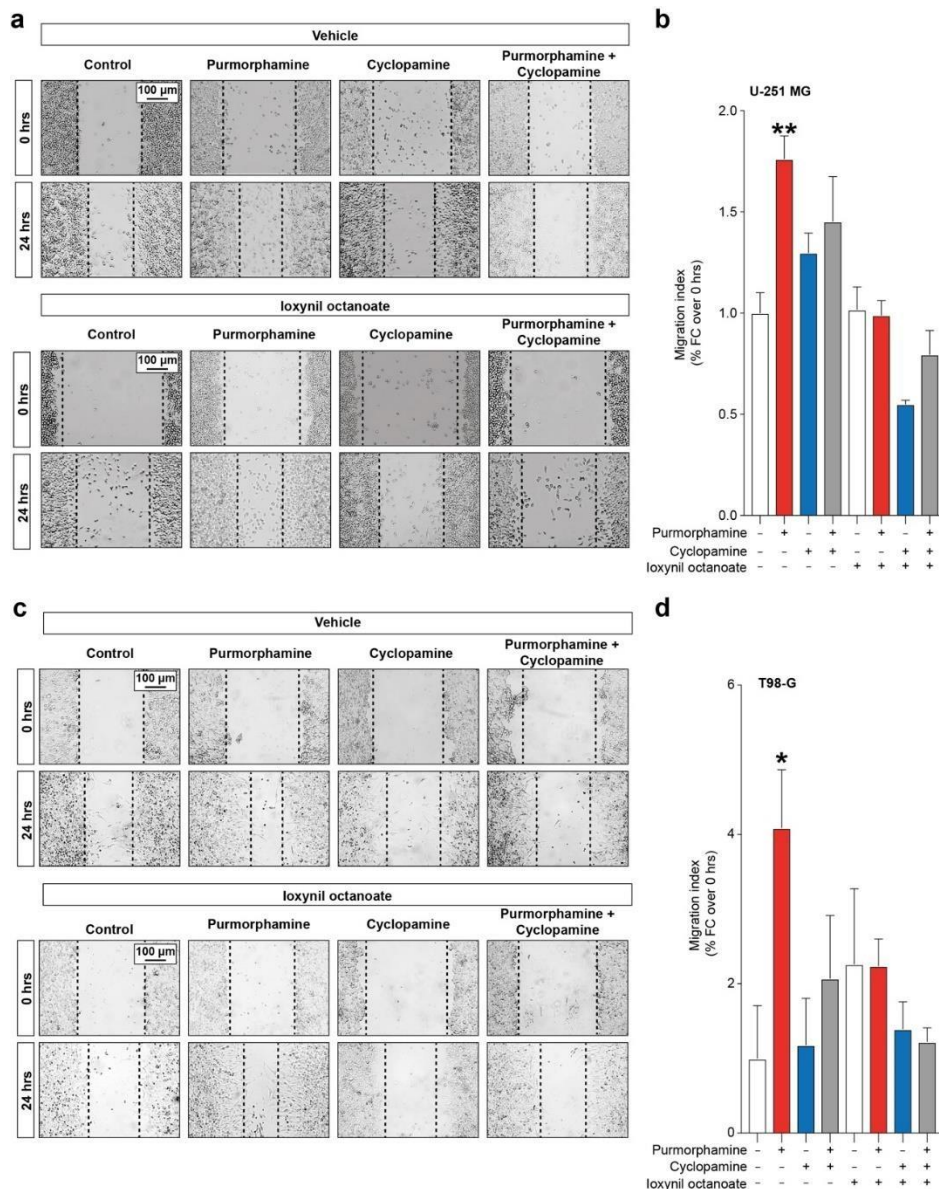 a
Vehicle
Control
Purmorphamine
Cyclopamine
Purmorphamine +
Cyclopamine
0 hrs
100 µm
24 hrs
Ioxynil octanoate
Control
Purmorphamine
Cyclopamine
Purmorphamine +
Cyclopamine
0 hrs
100 µm
24 hrs
b
U-251 MG
Migration index
(% FC over 0 hrs)
2.0
1.5
1.0
0.5
0.0
**
Purmorphamine – + – + – + – +
Cyclopamine – – + + – – + +
Ioxynil octanoate – – – – + + + +
c
Vehicle
Control
Purmorphamine
Cyclopamine
Purmorphamine +
Cyclopamine
0 hrs
100 µm
24 hrs
Ioxynil octanoate
Control
Purmorphamine
Cyclopamine
Purmorphamine +
Cyclopamine
0 hrs
100 µm
24 hrs
d
T98-G
Migration index
(% FC over 0 hrs)
6
4
2
0
*
Purmorphamine – + – + – + – +
Cyclopamine – – + + – – + +
Ioxynil octanoate – – – – + + + +